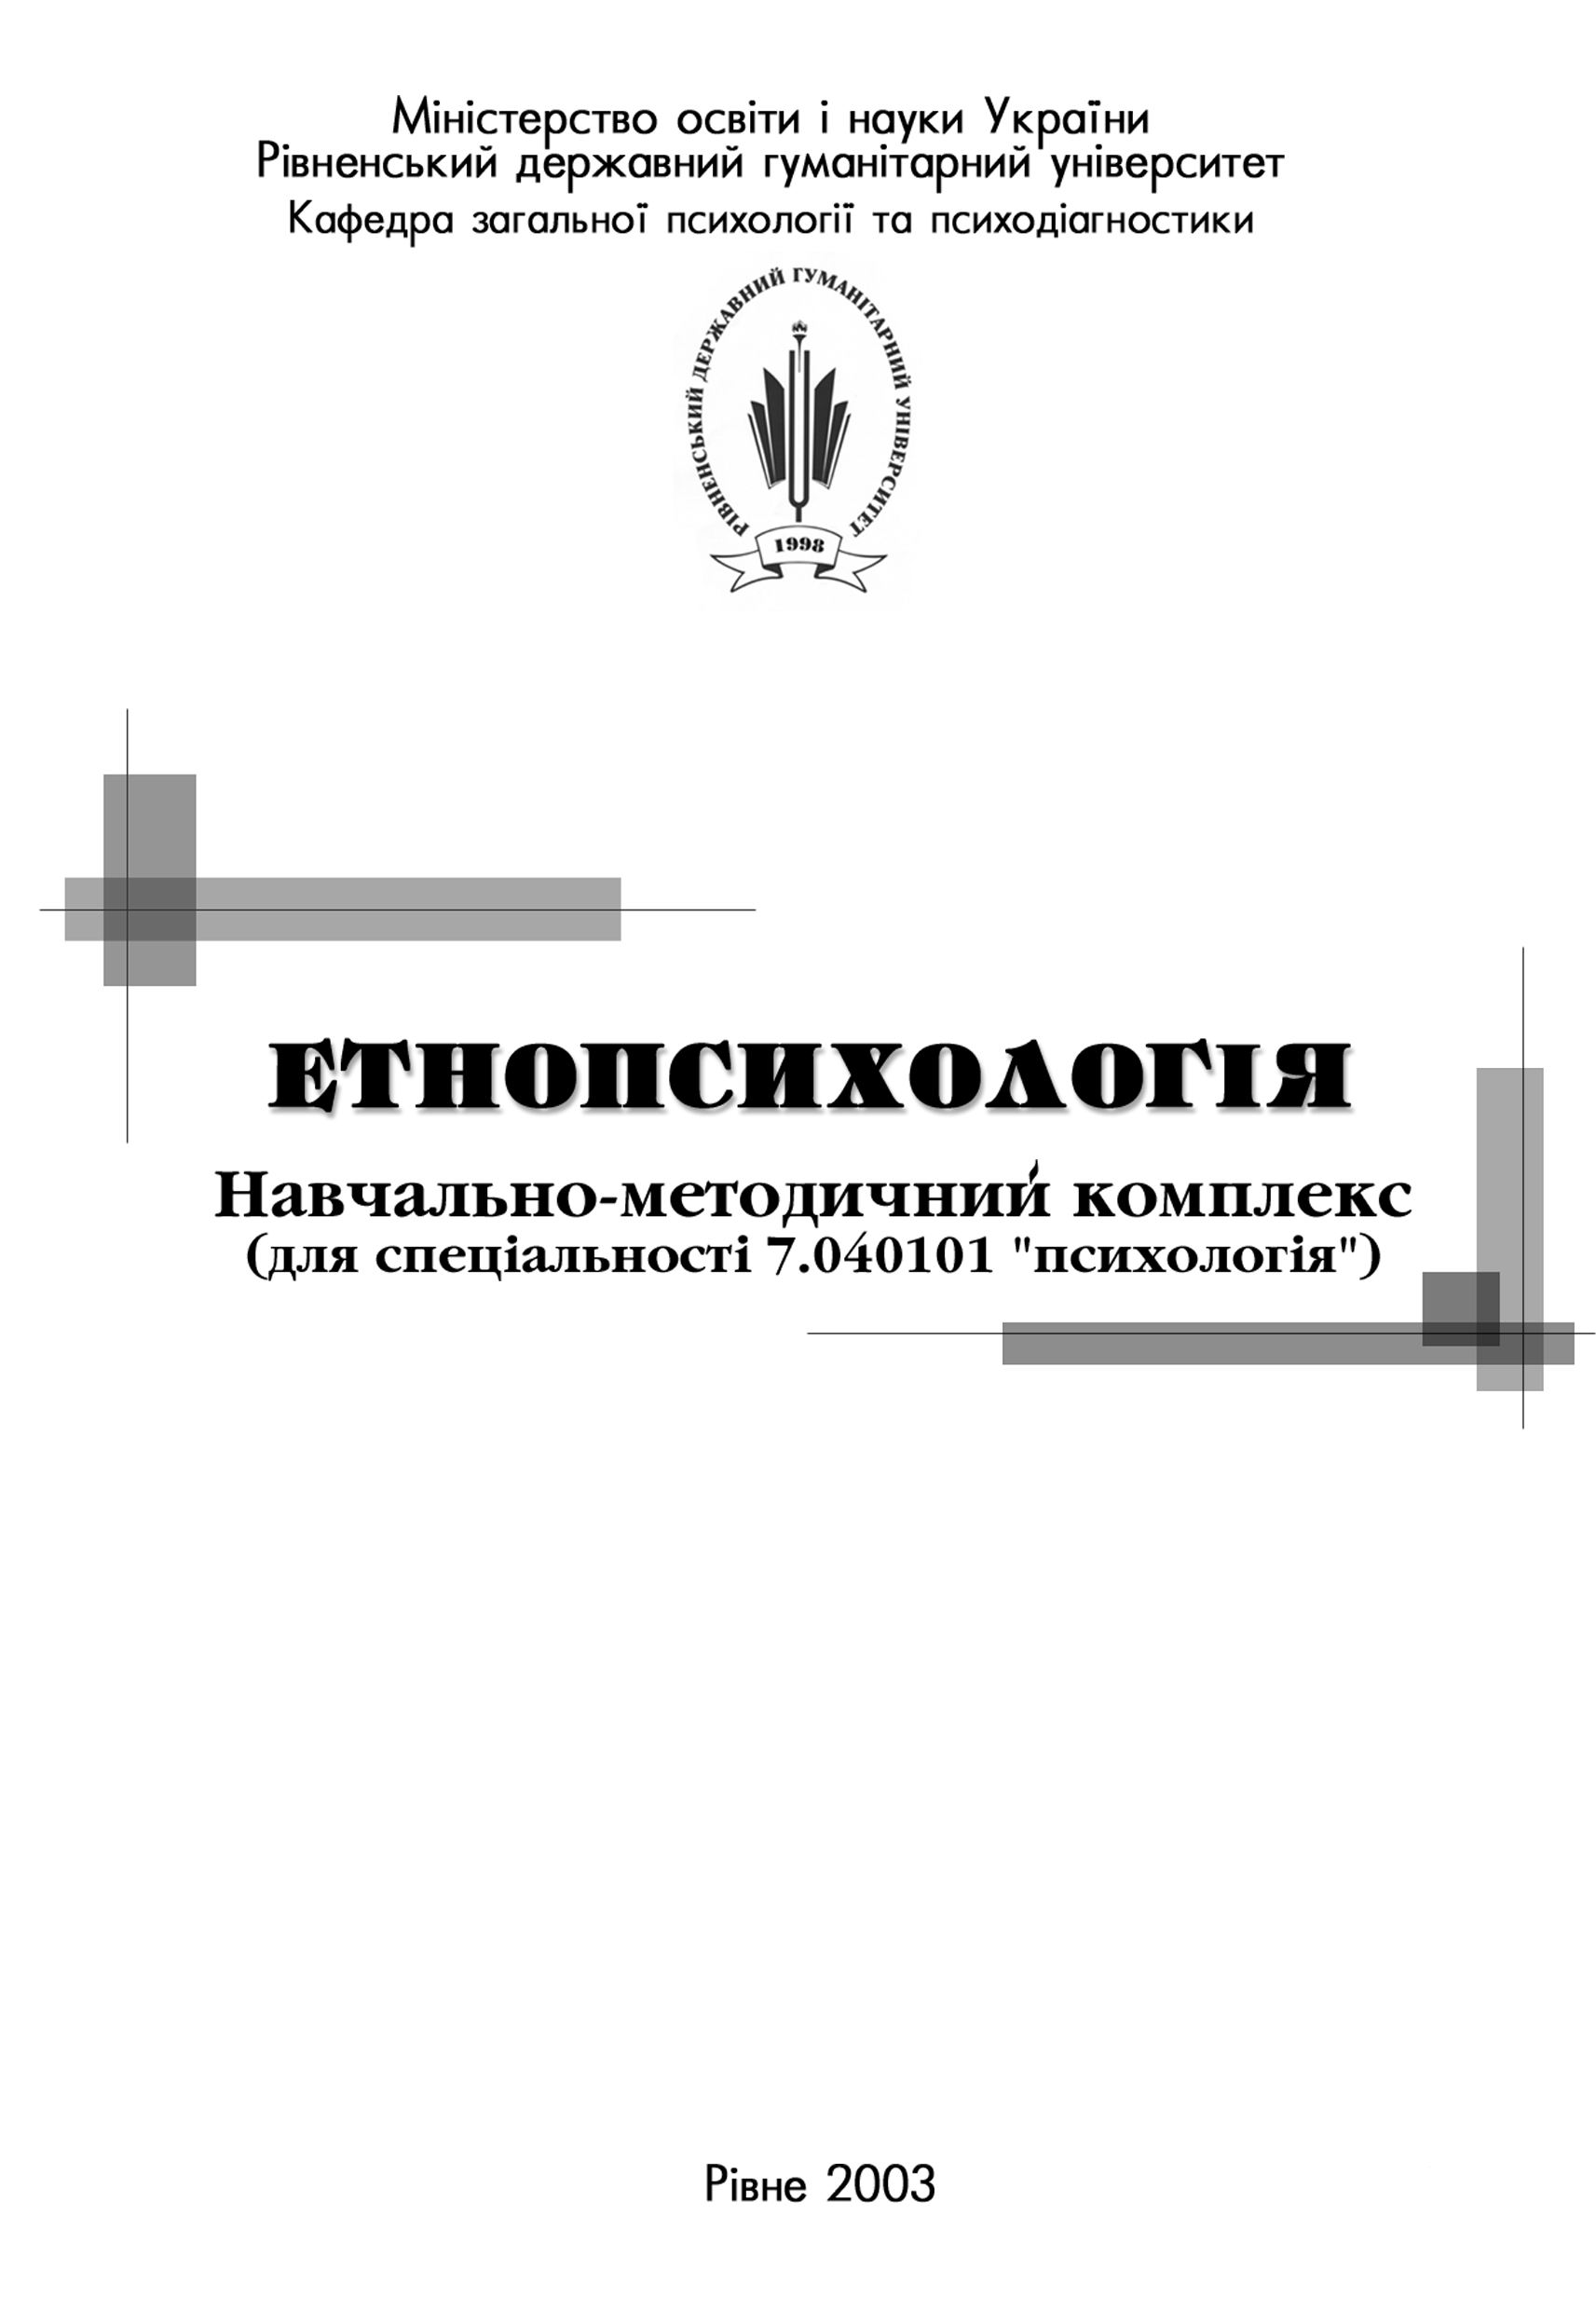 Міністерство освіти і науки України
Рівненський державний гуманітарний університет
Кафедра загальної психології та психодіагностики
РІВНЕНСЬКИЙ ДЕРЖАВНИЙ ГУМАНІТАРНИЙ УНІВЕРСИТЕТ
1998
ЕТНОПСИХОЛОГІЯ
Навчально-методичний комплекс
(для спеціальності 7.040101 "психологія")
Рівне 2003